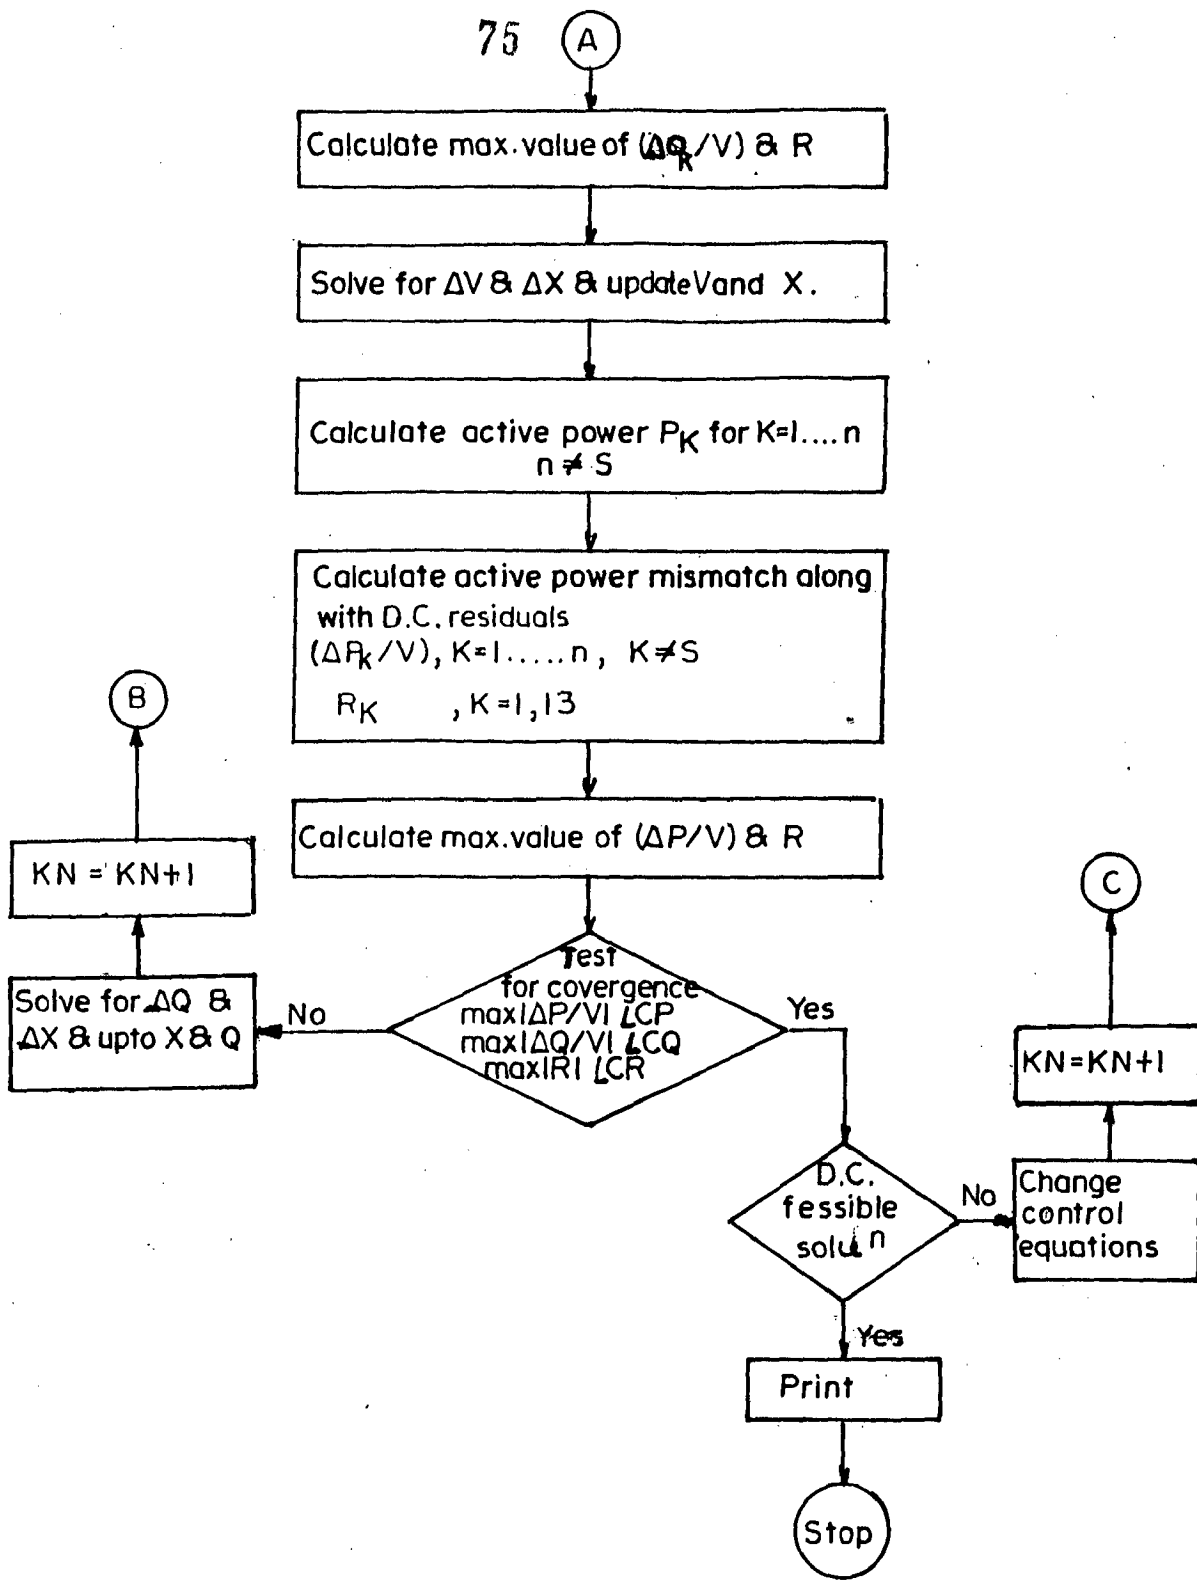 75
A
Calculate max. value of (ΔQk/V) & R
Solve for ΔV & ΔX & update V and X.
Calculate active power PK for K=1....n
n ≠ S
Calculate active power mismatch along
with D.C. residuals
(ΔPk/V), K=1.....n, K≠S
RK , K=1,13
B
Calculate max. value of (ΔP/V) & R
KN = KN+1
C
Test
for covergence
max|ΔP/V| ∠CP
max|ΔQ/V| ∠CQ
max|R| ∠CR
No
Yes
Solve for ΔQ &
ΔX & upto X & Q
KN=KN+1
D.C.
fessible
soluⁿ
No
Change
control
equations
Yes
Print
Stop